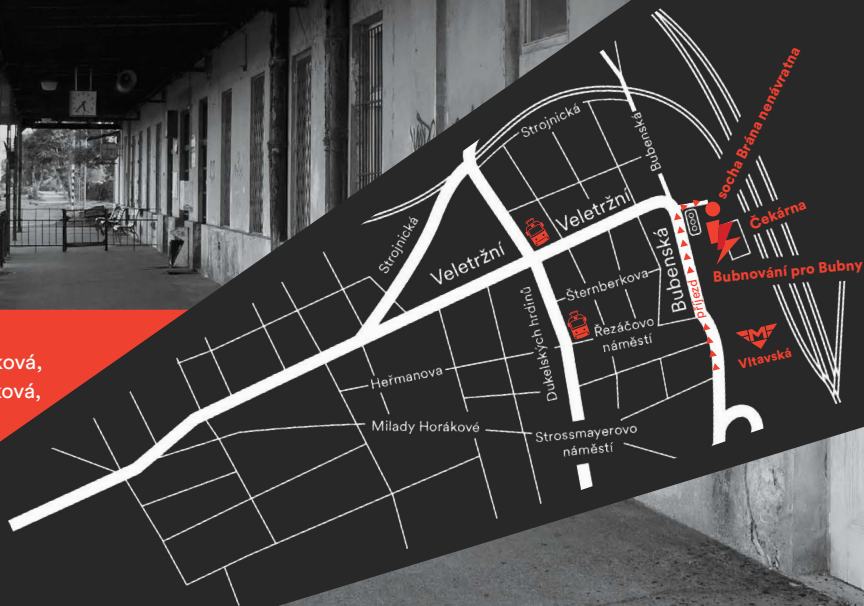 ková,
ková,
Strojnická
Bubenská
socha Brána nenávratna
Strojnická
Veletržní
Veletržní
Čekárna
Bubnování pro Bubny
Bubenská
příjezd
Šternberkova
Řezáčovo
náměstí
Dukelských hrdinů
M
Vltavská
Heřmanova
Milady Horákové
Strossmayerovo
náměstí